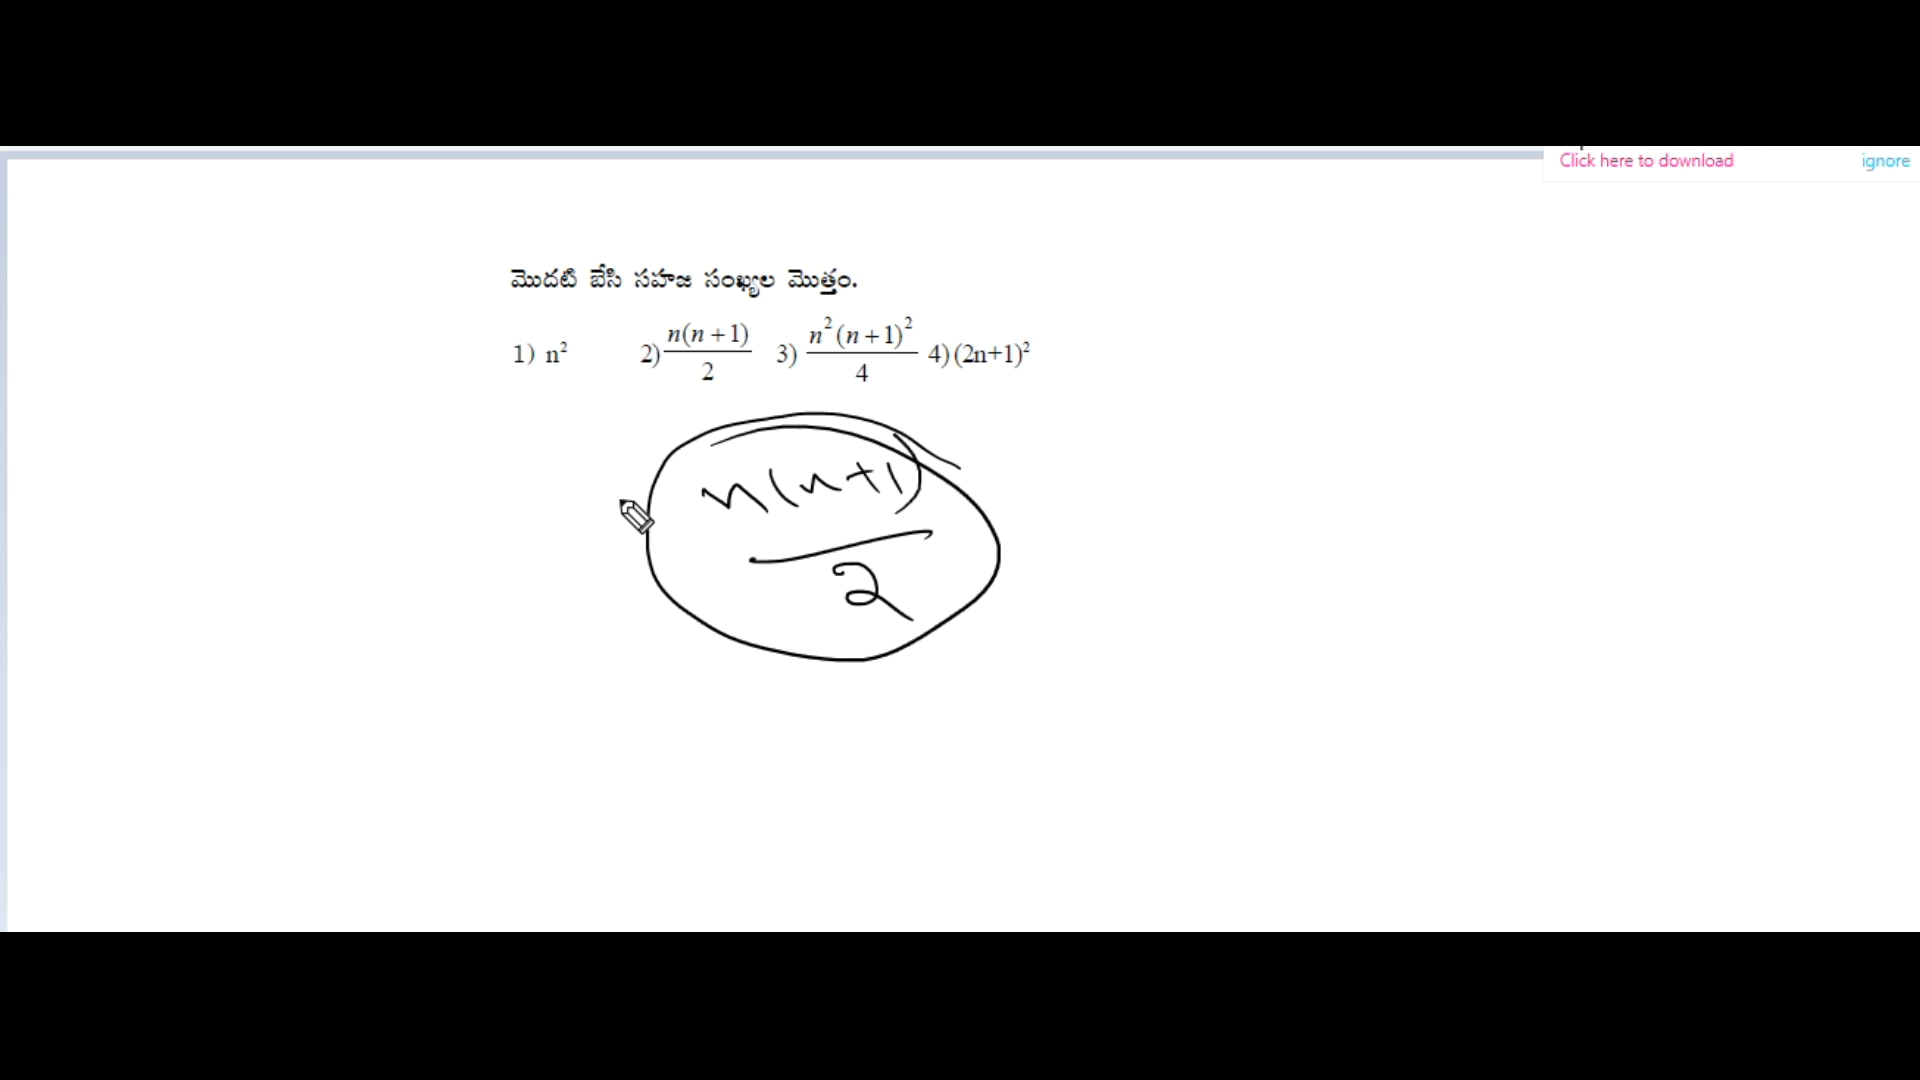 Click here to download ignore
మొదటి బేసి సహజ సంఖ్యల మొత్తం.
1) n² 2) n(n+1)/2 3) n²(n+1)²/4 4) (2n+1)²
n(n+1)
2